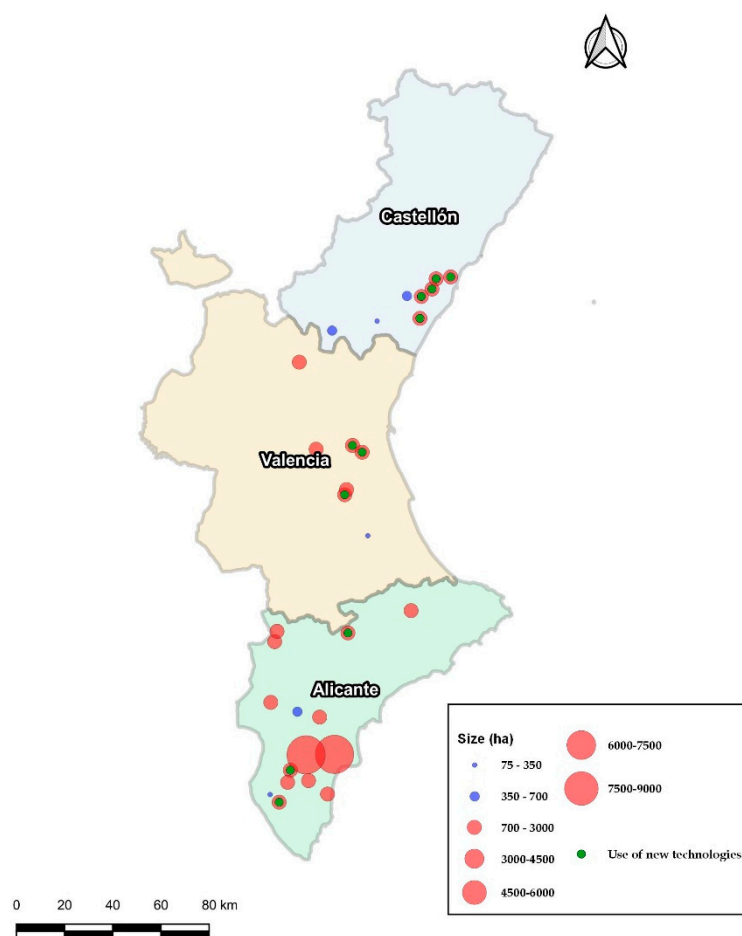 Castellón
Valencia
Alicante
Size (ha)
75 - 350
350 - 700
700 - 3000
3000-4500
4500-6000
6000-7500
7500-9000
Use of new technologies
0 20 40 60 80 km